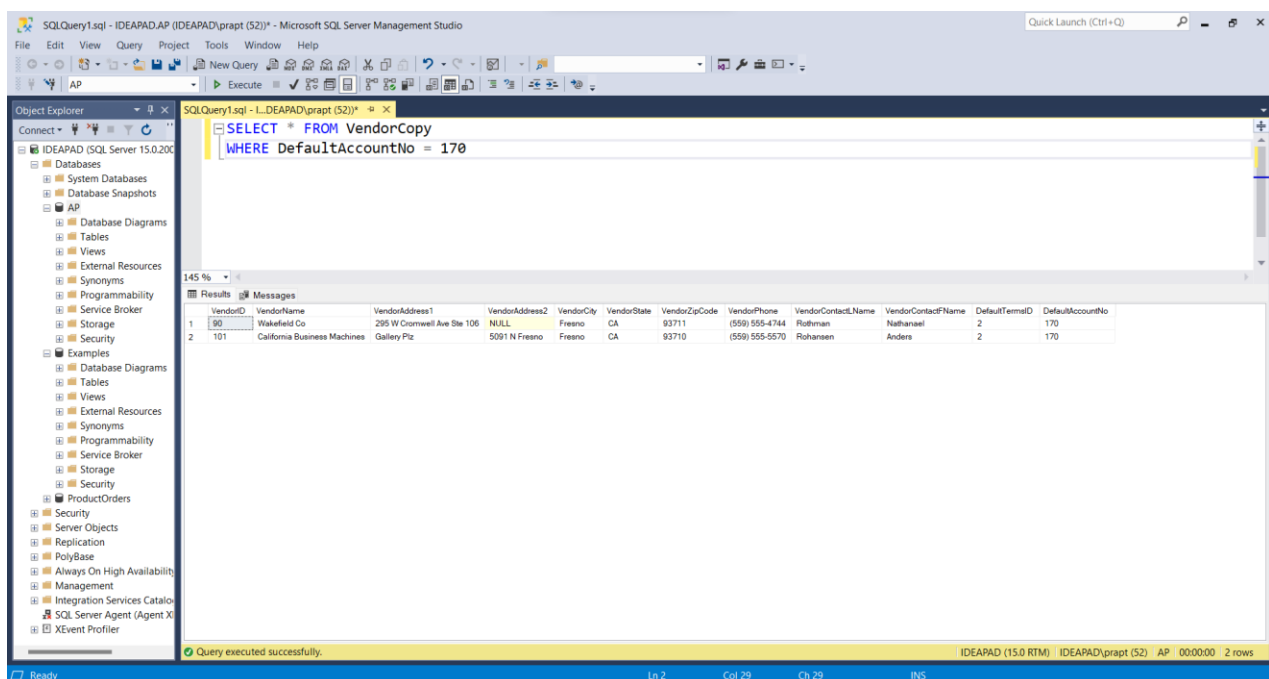 SQLQuery1.sql - IDEAPAD.AP (IDEAPAD\prapt (52))* - Microsoft SQL Server Management Studio
Quick Launch (Ctrl+Q)
File Edit View Query Project Tools Window Help
New Query
AP
Execute
Object Explorer
SQLQuery1.sql - I...DEAPAD\prapt (52))*
Connect
SELECT * FROM VendorCopy
WHERE DefaultAccountNo = 170
IDEAPAD (SQL Server 15.0.200
Databases
System Databases
Database Snapshots
AP
Database Diagrams
Tables
Views
External Resources
Synonyms
Programmability
Service Broker
Storage
Security
Examples
Database Diagrams
Tables
Views
External Resources
Synonyms
Programmability
Service Broker
Storage
Security
ProductOrders
Security
Server Objects
Replication
PolyBase
Always On High Availability
Management
Integration Services Catalo
SQL Server Agent (Agent X
XEvent Profiler
145 %
Results Messages
VendorID VendorName VendorAddress1 VendorAddress2 VendorCity VendorState VendorZipCode VendorPhone VendorContactLName VendorContactFName DefaultTermsID DefaultAccountNo
1 90 Wakefield Co 295 W Cromwell Ave Ste 106 NULL Fresno CA 93711 (559) 555-4744 Rothman Nathanael 2 170
2 101 California Business Machines Gallery Plz 5091 N Fresno Fresno CA 93710 (559) 555-5570 Rohansen Anders 2 170
Query executed successfully.
IDEAPAD (15.0 RTM) IDEAPAD\prapt (52) AP 00:00:00 2 rows
Ready Ln 2 Col 29 Ch 29 INS